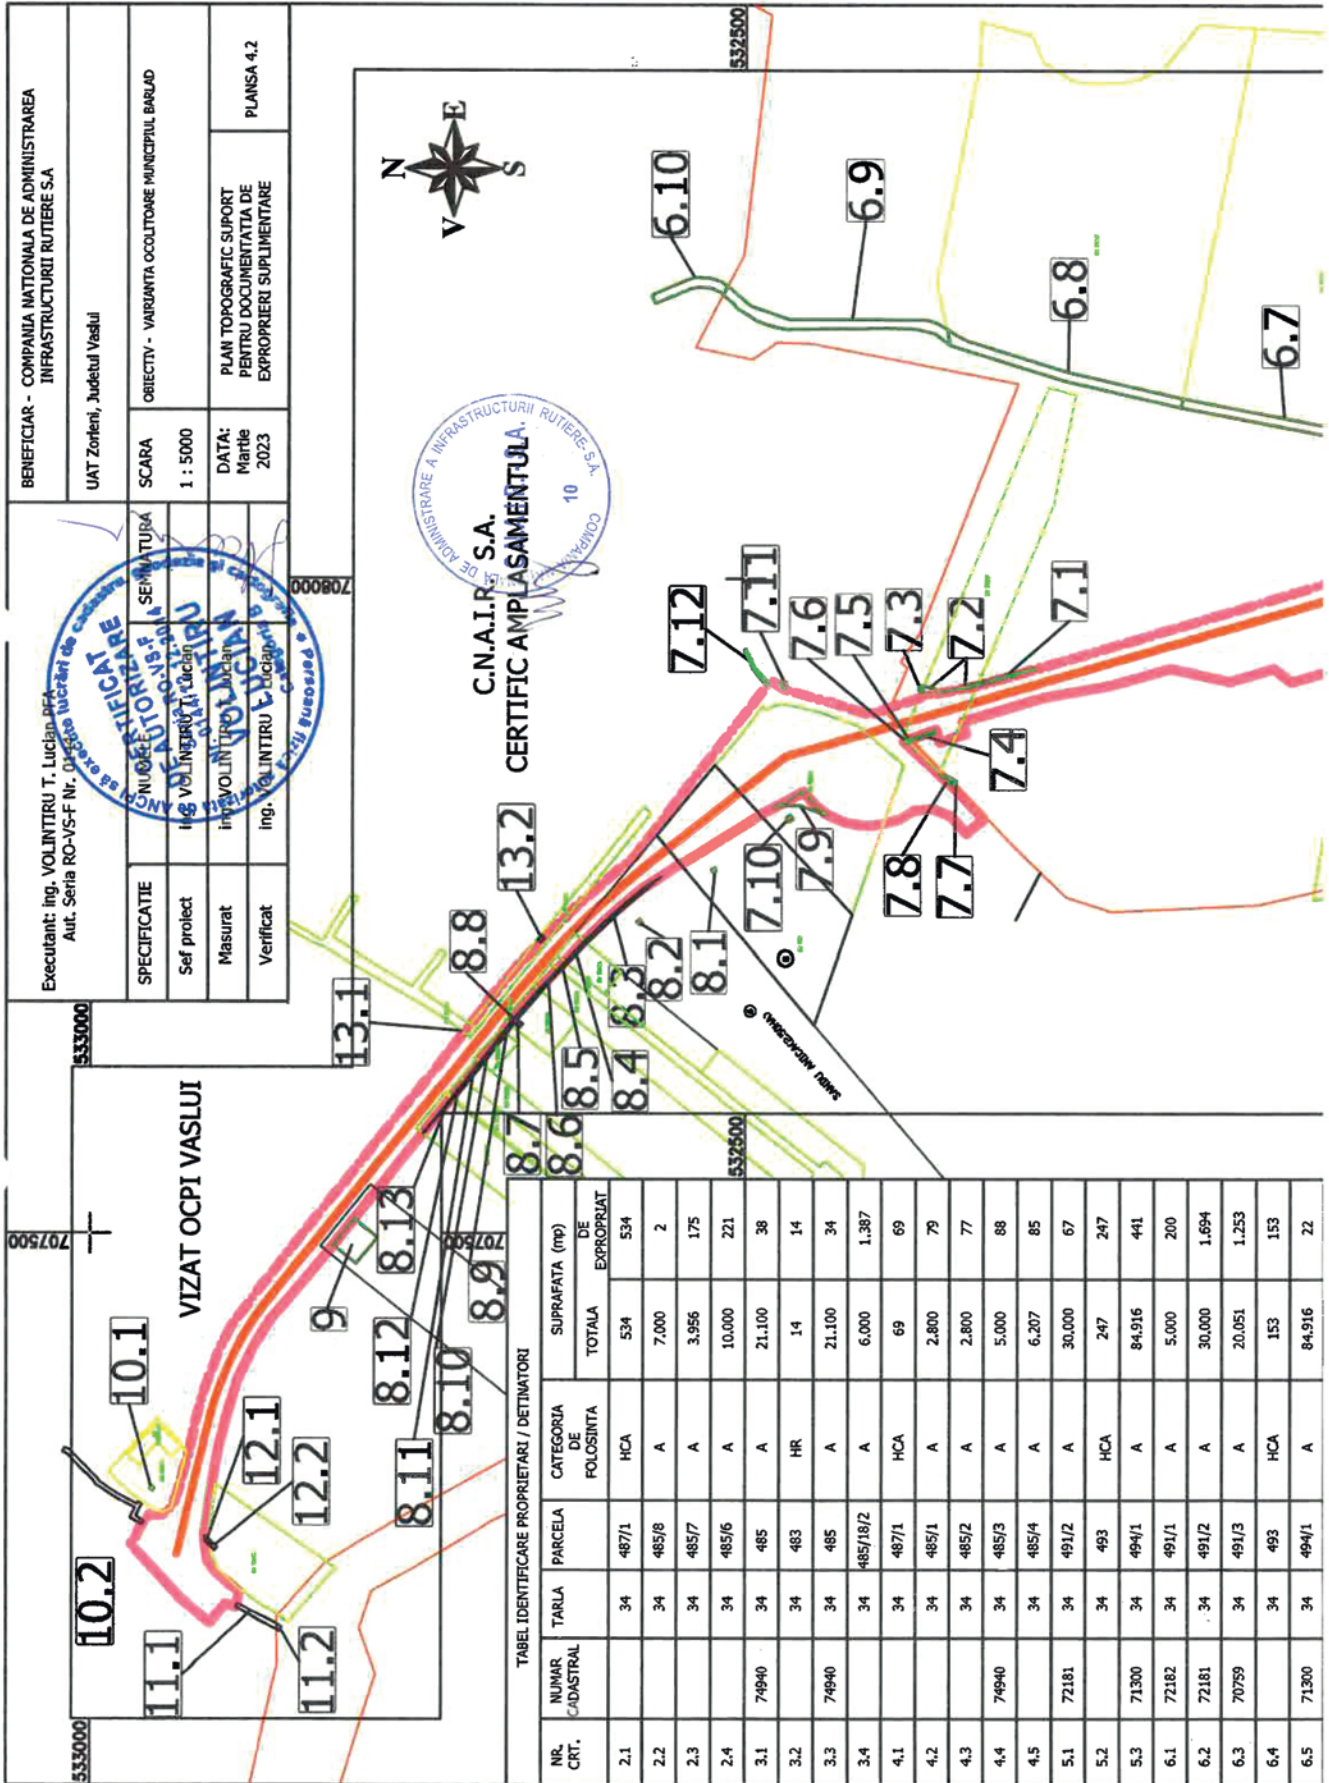 Executant: ing. VOLINTIRU T. Lucian PFA
Aut. Seria RO-VS-F Nr.
BENEFICIAR - COMPANIA NATIONALA DE ADMINISTRAREA
INFRASTRUCTURII RUTIERE S.A
UAT Zorleni, Judetul Vaslui
SPECIFICATE
SEMNATURA
SCARA
OBIECTIV - VARIANTA OCOLITOARE MUNICIPIUL BARLAD
Sef proiect
ing. VOLINTIRU T. Lucian
1 : 5000
Masurat
ing. VOLINTIRU T. Lucian
DATA:
Martie
2023
PLAN TOPOGRAFIC SUPORT
PENTRU DOCUMENTATIA DE
EXPROPRIERI SUPLIMENTARE
PLANSA 4.2
Verificat
ing. VOLINTIRU T. Lucian
CERTIFICAT
DE AUTORIZARE
VOLINTIRU
LUCIAN
533000
533000
707500
707500
708000
532500
532500
VIZAT OCPI VASLUI
C.N.A.I.R. S.A.
CERTIFIC AMPLASAMENTUL
DE ADMINISTRARE A INFRASTRUCTURII RUTIERE- S.A.
10
N
E
S
V
10.2
10.1
11.1
11.2
12.1
12.2
9
13.1
13.2
8.13
8.12
8.11
8.10
8.9
8.8
8.7
8.6
8.5
8.4
8.3
8.2
8.1
7.12
7.11
7.10
7.9
7.8
7.7
7.6
7.5
7.4
7.3
7.2
7.1
6.10
6.9
6.8
6.7
TABEL IDENTIFICARE PROPRIETARI / DETINATORI
NR. CRT. NUMAR CADASTRAL TARLA PARCELA CATEGORIA DE FOLOSINTA SUPRAFATA (mp)
TOTALA DE EXPROPRIAT
2.1 34 487/1 HCA 534 534
2.2 34 485/8 A 7.000 2
2.3 34 485/7 A 3.956 175
2.4 34 485/6 A 10.000 221
3.1 74940 34 485 A 21.100 38
3.2 34 483 HR 14 14
3.3 74940 34 485 A 21.100 34
3.4 34 485/18/2 A 6.000 1.387
4.1 34 487/1 HCA 69 69
4.2 34 485/1 A 2.800 79
4.3 34 485/2 A 2.800 77
4.4 74940 34 485/3 A 5.000 88
4.5 34 485/4 A 6.207 85
5.1 72181 34 491/2 A 30.000 67
5.2 34 493 HCA 247 247
5.3 71300 34 494/1 A 84.916 441
6.1 72182 34 491/1 A 5.000 200
6.2 72181 34 491/2 A 30.000 1.694
6.3 70759 34 491/3 A 20.051 1.253
6.4 34 493 HCA 153 153
6.5 71300 34 494/1 A 84.916 22